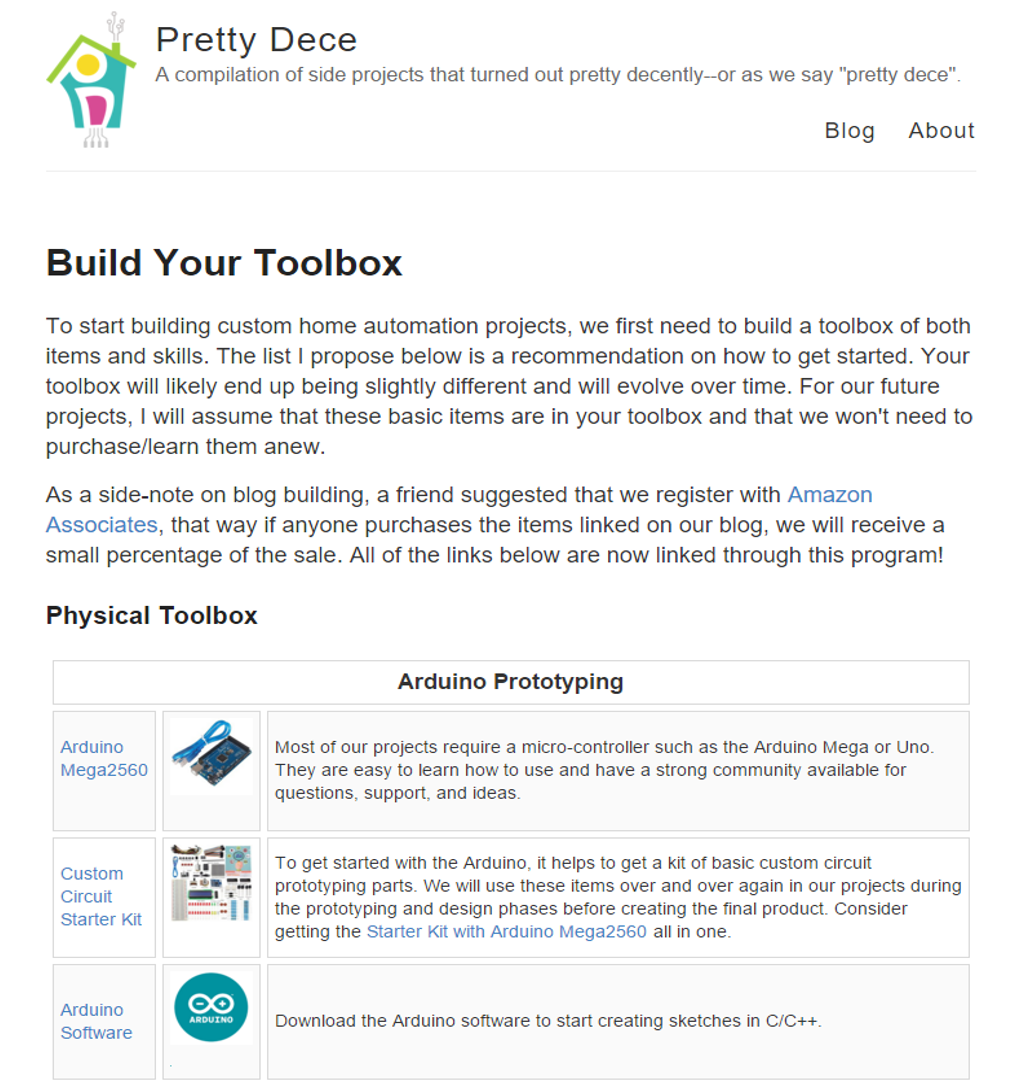 Pretty Dece
A compilation of side projects that turned out pretty decently--or as we say "pretty dece".
Blog About
Build Your Toolbox
To start building custom home automation projects, we first need to build a toolbox of both
items and skills. The list I propose below is a recommendation on how to get started. Your
toolbox will likely end up being slightly different and will evolve over time. For our future
projects, I will assume that these basic items are in your toolbox and that we won't need to
purchase/learn them anew.
As a side-note on blog building, a friend suggested that we register with Amazon
Associates, that way if anyone purchases the items linked on our blog, we will receive a
small percentage of the sale. All of the links below are now linked through this program!
Physical Toolbox
Arduino Prototyping
Arduino
Mega2560
Most of our projects require a micro-controller such as the Arduino Mega or Uno.
They are easy to learn how to use and have a strong community available for
questions, support, and ideas.
Custom
Circuit
Starter Kit
To get started with the Arduino, it helps to get a kit of basic custom circuit
prototyping parts. We will use these items over and over again in our projects during
the prototyping and design phases before creating the final product. Consider
getting the Starter Kit with Arduino Mega2560 all in one.
Arduino
Software
ARDUINO
.
Download the Arduino software to start creating sketches in C/C++.